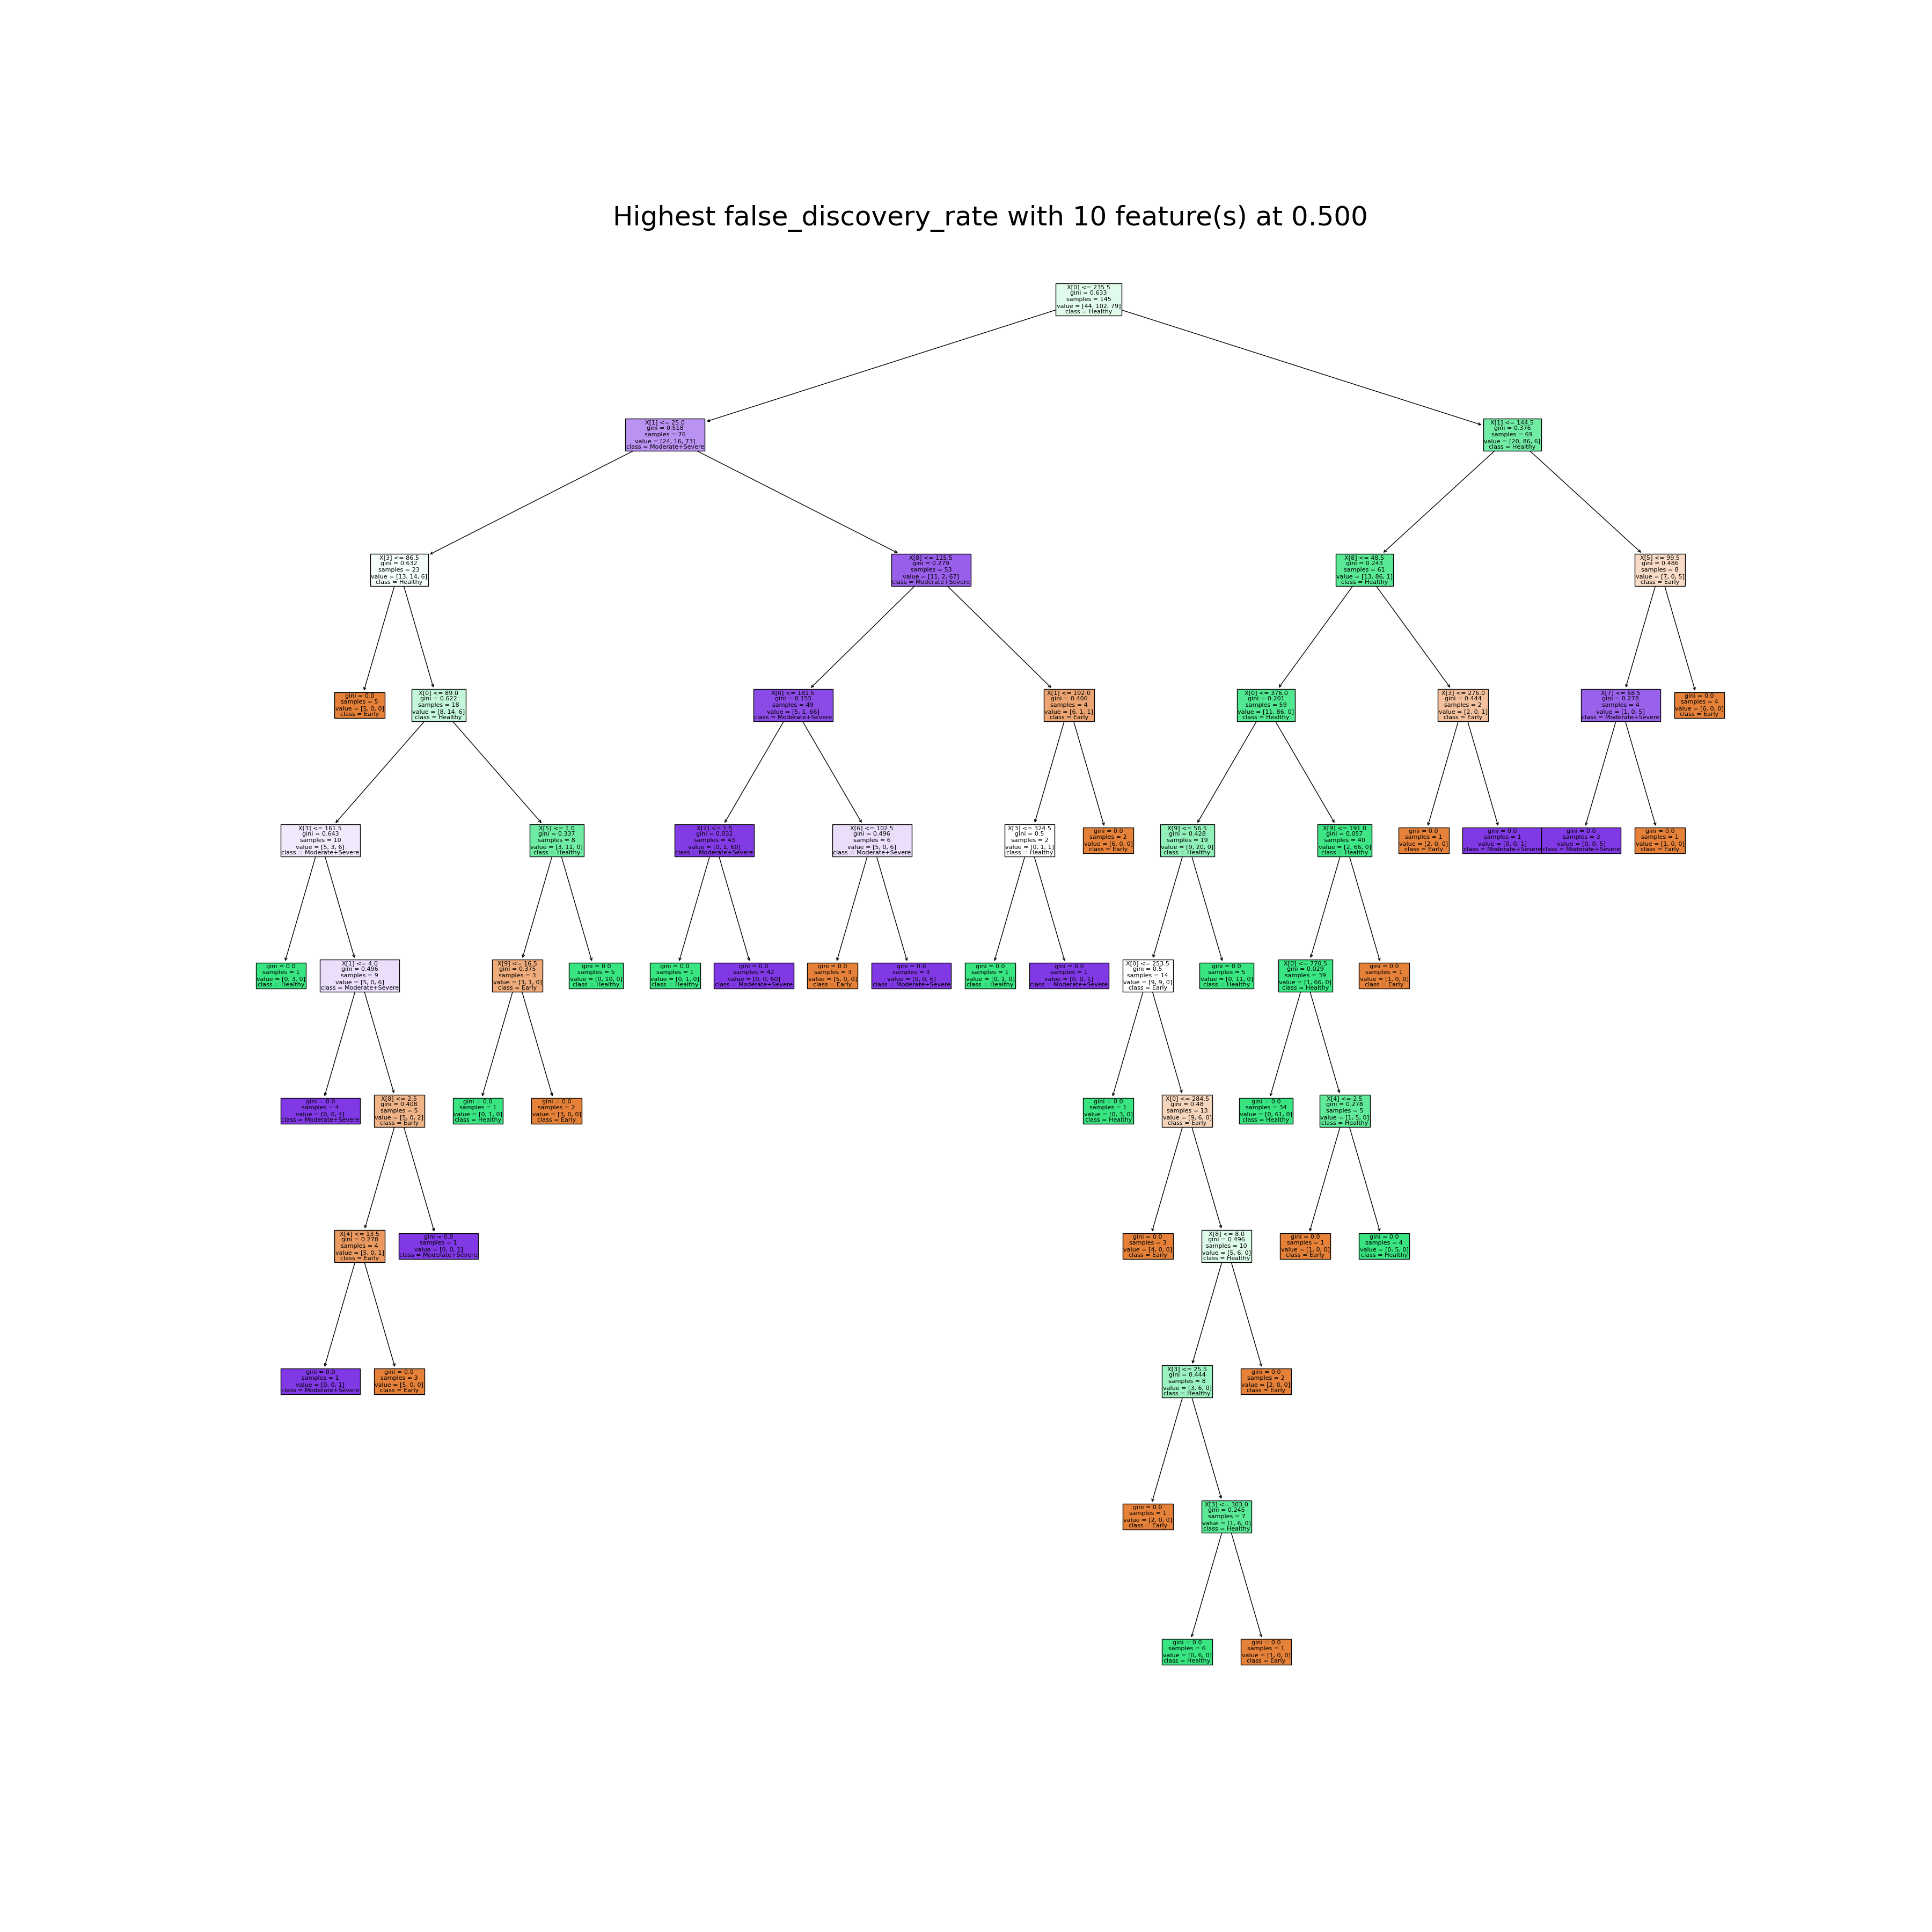 Highest false_discovery_rate with 10 feature(s) at 0.500
X[0] <= 235.5
gini = 0.633
samples = 145
value = [44, 102, 79]
class = Healthy
X[1] <= 25.0
gini = 0.518
samples = 76
value = [24, 16, 73]
class = Moderate+Severe
X[1] <= 144.5
gini = 0.376
samples = 69
value = [20, 86, 6]
class = Healthy
X[3] <= 86.5
gini = 0.632
samples = 23
value = [13, 14, 6]
class = Healthy
X[8] <= 115.5
gini = 0.279
samples = 53
value = [11, 2, 67]
class = Moderate+Severe
X[8] <= 48.5
gini = 0.243
samples = 61
value = [13, 86, 1]
class = Healthy
X[5] <= 99.5
gini = 0.486
samples = 8
value = [7, 0, 5]
class = Early
gini = 0.0
samples = 5
value = [5, 0, 0]
class = Early
X[0] <= 89.0
gini = 0.622
samples = 18
value = [8, 14, 6]
class = Healthy
X[0] <= 181.5
gini = 0.155
samples = 49
value = [5, 1, 66]
class = Moderate+Severe
X[1] <= 192.0
gini = 0.406
samples = 4
value = [6, 1, 1]
class = Early
X[0] <= 376.0
gini = 0.201
samples = 59
value = [11, 86, 0]
class = Healthy
X[3] <= 276.0
gini = 0.444
samples = 2
value = [2, 0, 1]
class = Early
X[7] <= 68.5
gini = 0.278
samples = 4
value = [1, 0, 5]
class = Moderate+Severe
gini = 0.0
samples = 4
value = [6, 0, 0]
class = Early
X[3] <= 161.5
gini = 0.643
samples = 10
value = [5, 3, 6]
class = Moderate+Severe
X[5] <= 1.0
gini = 0.337
samples = 8
value = [3, 11, 0]
class = Healthy
X[2] <= 1.5
gini = 0.032
samples = 43
value = [0, 1, 60]
class = Moderate+Severe
X[6] <= 102.5
gini = 0.496
samples = 6
value = [5, 0, 6]
class = Moderate+Severe
X[3] <= 324.5
gini = 0.5
samples = 2
value = [0, 1, 1]
class = Healthy
gini = 0.0
samples = 2
value = [6, 0, 0]
class = Early
X[9] <= 56.5
gini = 0.428
samples = 19
value = [9, 20, 0]
class = Healthy
X[9] <= 191.0
gini = 0.057
samples = 40
value = [2, 66, 0]
class = Healthy
gini = 0.0
samples = 1
value = [2, 0, 0]
class = Early
gini = 0.0
samples = 1
value = [0, 0, 1]
class = Moderate+Severe
gini = 0.0
samples = 3
value = [0, 0, 5]
class = Moderate+Severe
gini = 0.0
samples = 1
value = [1, 0, 0]
class = Early
gini = 0.0
samples = 1
value = [0, 3, 0]
class = Healthy
X[1] <= 4.0
gini = 0.496
samples = 9
value = [5, 0, 6]
class = Moderate+Severe
X[9] <= 16.5
gini = 0.375
samples = 3
value = [3, 1, 0]
class = Early
gini = 0.0
samples = 5
value = [0, 10, 0]
class = Healthy
gini = 0.0
samples = 1
value = [0, 1, 0]
class = Healthy
gini = 0.0
samples = 42
value = [0, 0, 60]
class = Moderate+Severe
gini = 0.0
samples = 3
value = [5, 0, 0]
class = Early
gini = 0.0
samples = 3
value = [0, 0, 6]
class = Moderate+Severe
gini = 0.0
samples = 1
value = [0, 1, 0]
class = Healthy
gini = 0.0
samples = 1
value = [0, 0, 1]
class = Moderate+Severe
X[0] <= 253.5
gini = 0.5
samples = 14
value = [9, 9, 0]
class = Early
gini = 0.0
samples = 5
value = [0, 11, 0]
class = Healthy
X[0] <= 770.5
gini = 0.029
samples = 39
value = [1, 66, 0]
class = Healthy
gini = 0.0
samples = 1
value = [1, 0, 0]
class = Early
gini = 0.0
samples = 4
value = [0, 0, 4]
class = Moderate+Severe
X[8] <= 2.5
gini = 0.408
samples = 5
value = [5, 0, 2]
class = Early
gini = 0.0
samples = 1
value = [0, 1, 0]
class = Healthy
gini = 0.0
samples = 2
value = [3, 0, 0]
class = Early
gini = 0.0
samples = 1
value = [0, 3, 0]
class = Healthy
X[0] <= 284.5
gini = 0.48
samples = 13
value = [9, 6, 0]
class = Early
gini = 0.0
samples = 34
value = [0, 61, 0]
class = Healthy
X[4] <= 2.5
gini = 0.278
samples = 5
value = [1, 5, 0]
class = Healthy
X[4] <= 13.5
gini = 0.278
samples = 4
value = [5, 0, 1]
class = Early
gini = 0.0
samples = 1
value = [0, 0, 1]
class = Moderate+Severe
gini = 0.0
samples = 3
value = [4, 0, 0]
class = Early
X[8] <= 8.0
gini = 0.496
samples = 10
value = [5, 6, 0]
class = Healthy
gini = 0.0
samples = 1
value = [1, 0, 0]
class = Early
gini = 0.0
samples = 4
value = [0, 5, 0]
class = Healthy
gini = 0.0
samples = 1
value = [0, 0, 1]
class = Moderate+Severe
gini = 0.0
samples = 3
value = [5, 0, 0]
class = Early
X[3] <= 25.5
gini = 0.444
samples = 8
value = [3, 6, 0]
class = Healthy
gini = 0.0
samples = 2
value = [2, 0, 0]
class = Early
gini = 0.0
samples = 1
value = [2, 0, 0]
class = Early
X[3] <= 303.0
gini = 0.245
samples = 7
value = [1, 6, 0]
class = Healthy
gini = 0.0
samples = 6
value = [0, 6, 0]
class = Healthy
gini = 0.0
samples = 1
value = [1, 0, 0]
class = Early